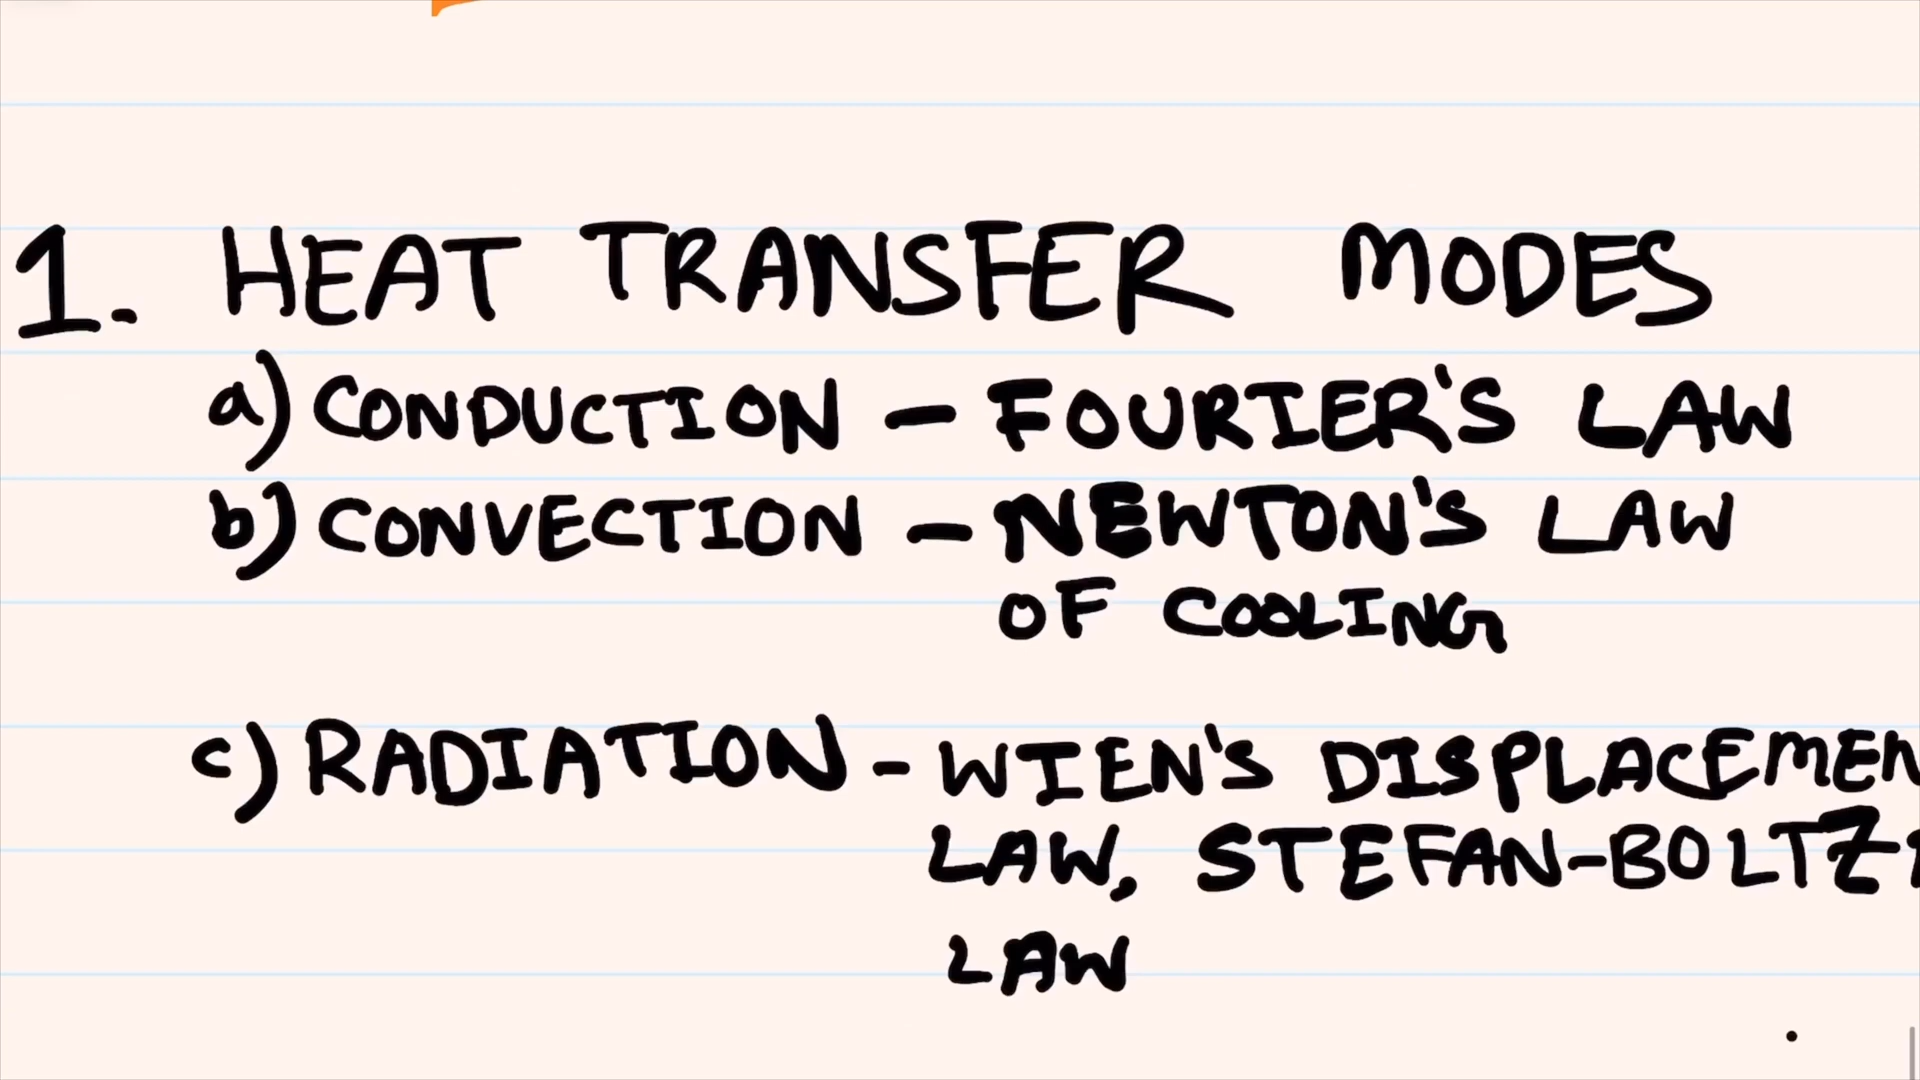 1. HEAT TRANSFER MODES
a) CONDUCTION - FOURIER'S LAW
b) CONVECTION - NEWTON'S LAW
OF COOLING
c) RADIATION - WIEN'S DISPLACEMEN
LAW, STEFAN-BOLTZ
LAW